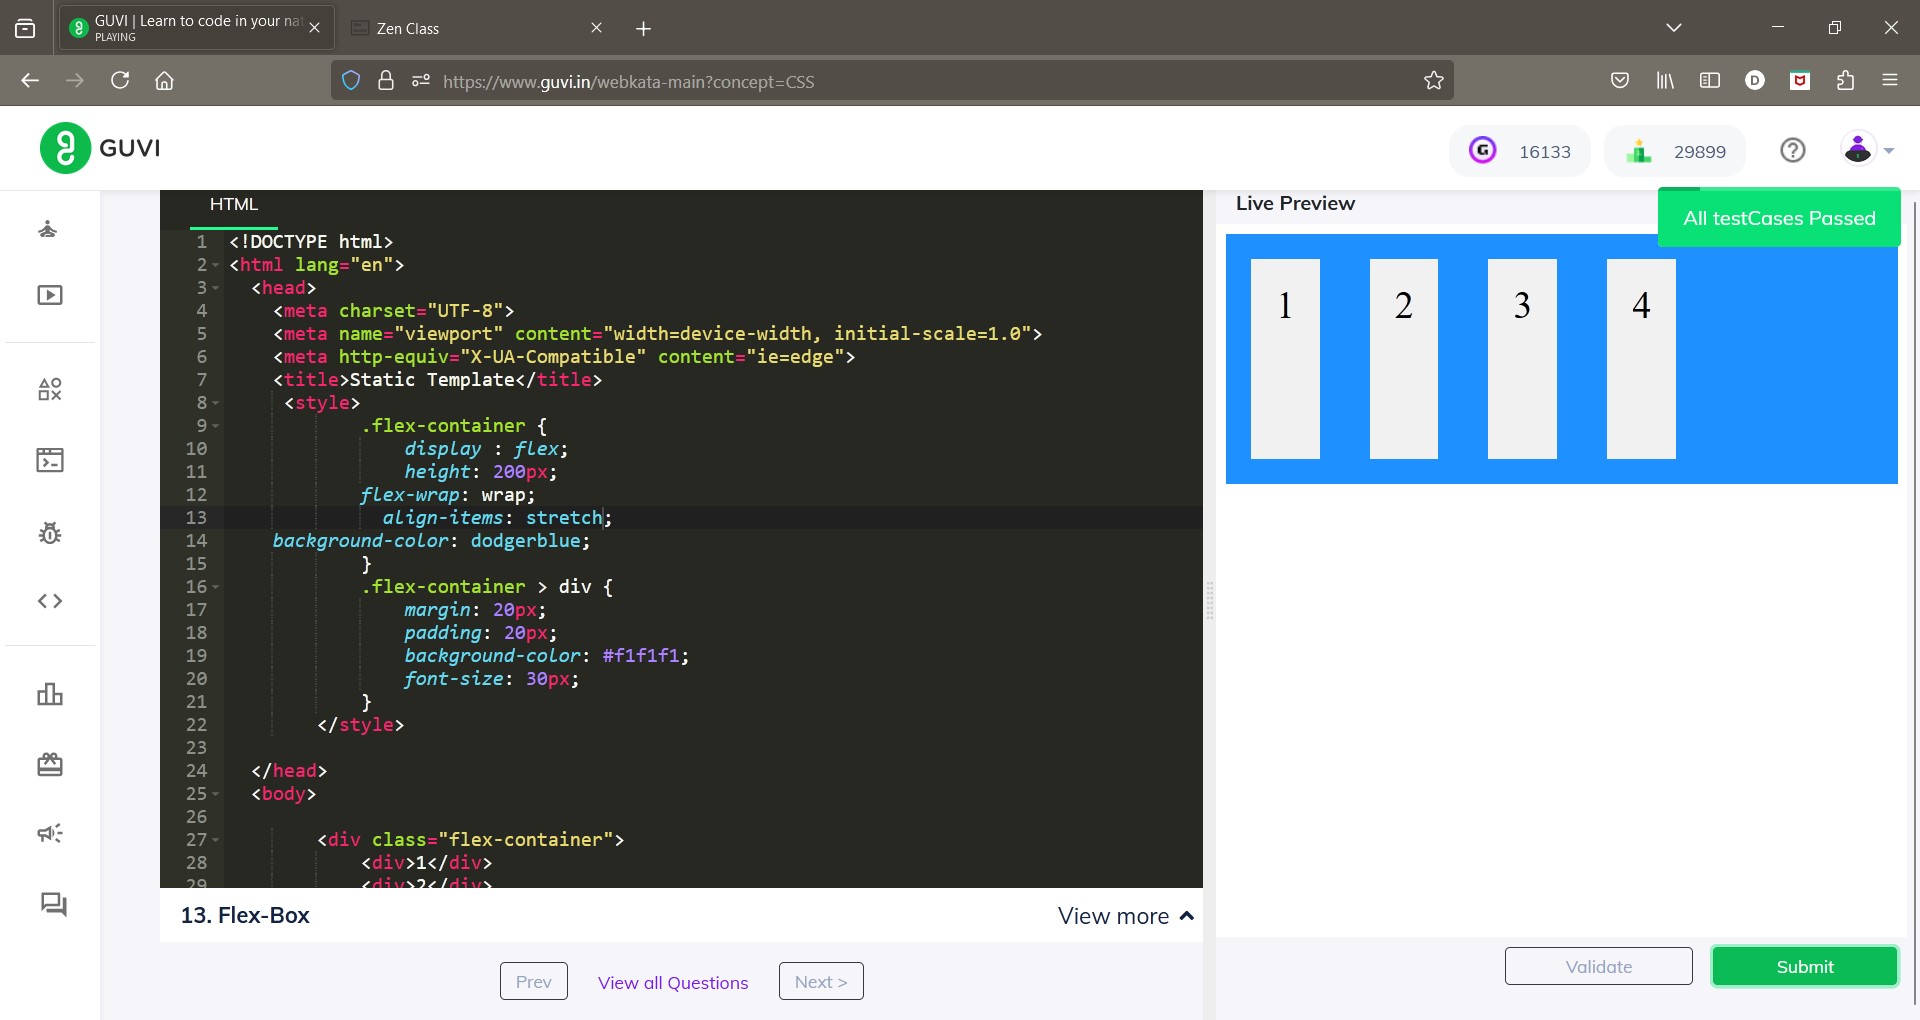 GUVI | Learn to code in your nat
PLAYING
Zen Class
https://www.guvi.in/webkata-main?concept=CSS
D
GUVI
G
16133
29899
HTML
1 <!DOCTYPE html>
2 <html lang="en">
3 <head>
4 <meta charset="UTF-8">
5 <meta name="viewport" content="width=device-width, initial-scale=1.0">
6 <meta http-equiv="X-UA-Compatible" content="ie=edge">
7 <title>Static Template</title>
8 <style>
9 .flex-container {
10 display : flex;
11 height: 200px;
12 flex-wrap: wrap;
13 align-items: stretch;
14 background-color: dodgerblue;
15 }
16 .flex-container > div {
17 margin: 20px;
18 padding: 20px;
19 background-color: #f1f1f1;
20 font-size: 30px;
21 }
22 </style>
23
24 </head>
25 <body>
26
27 <div class="flex-container">
28 <div>1</div>
29 <div>2</div>
Live Preview
All testCases Passed
1 2 3 4
13. Flex-Box
View more
Prev
View all Questions
Next >
Validate
Submit